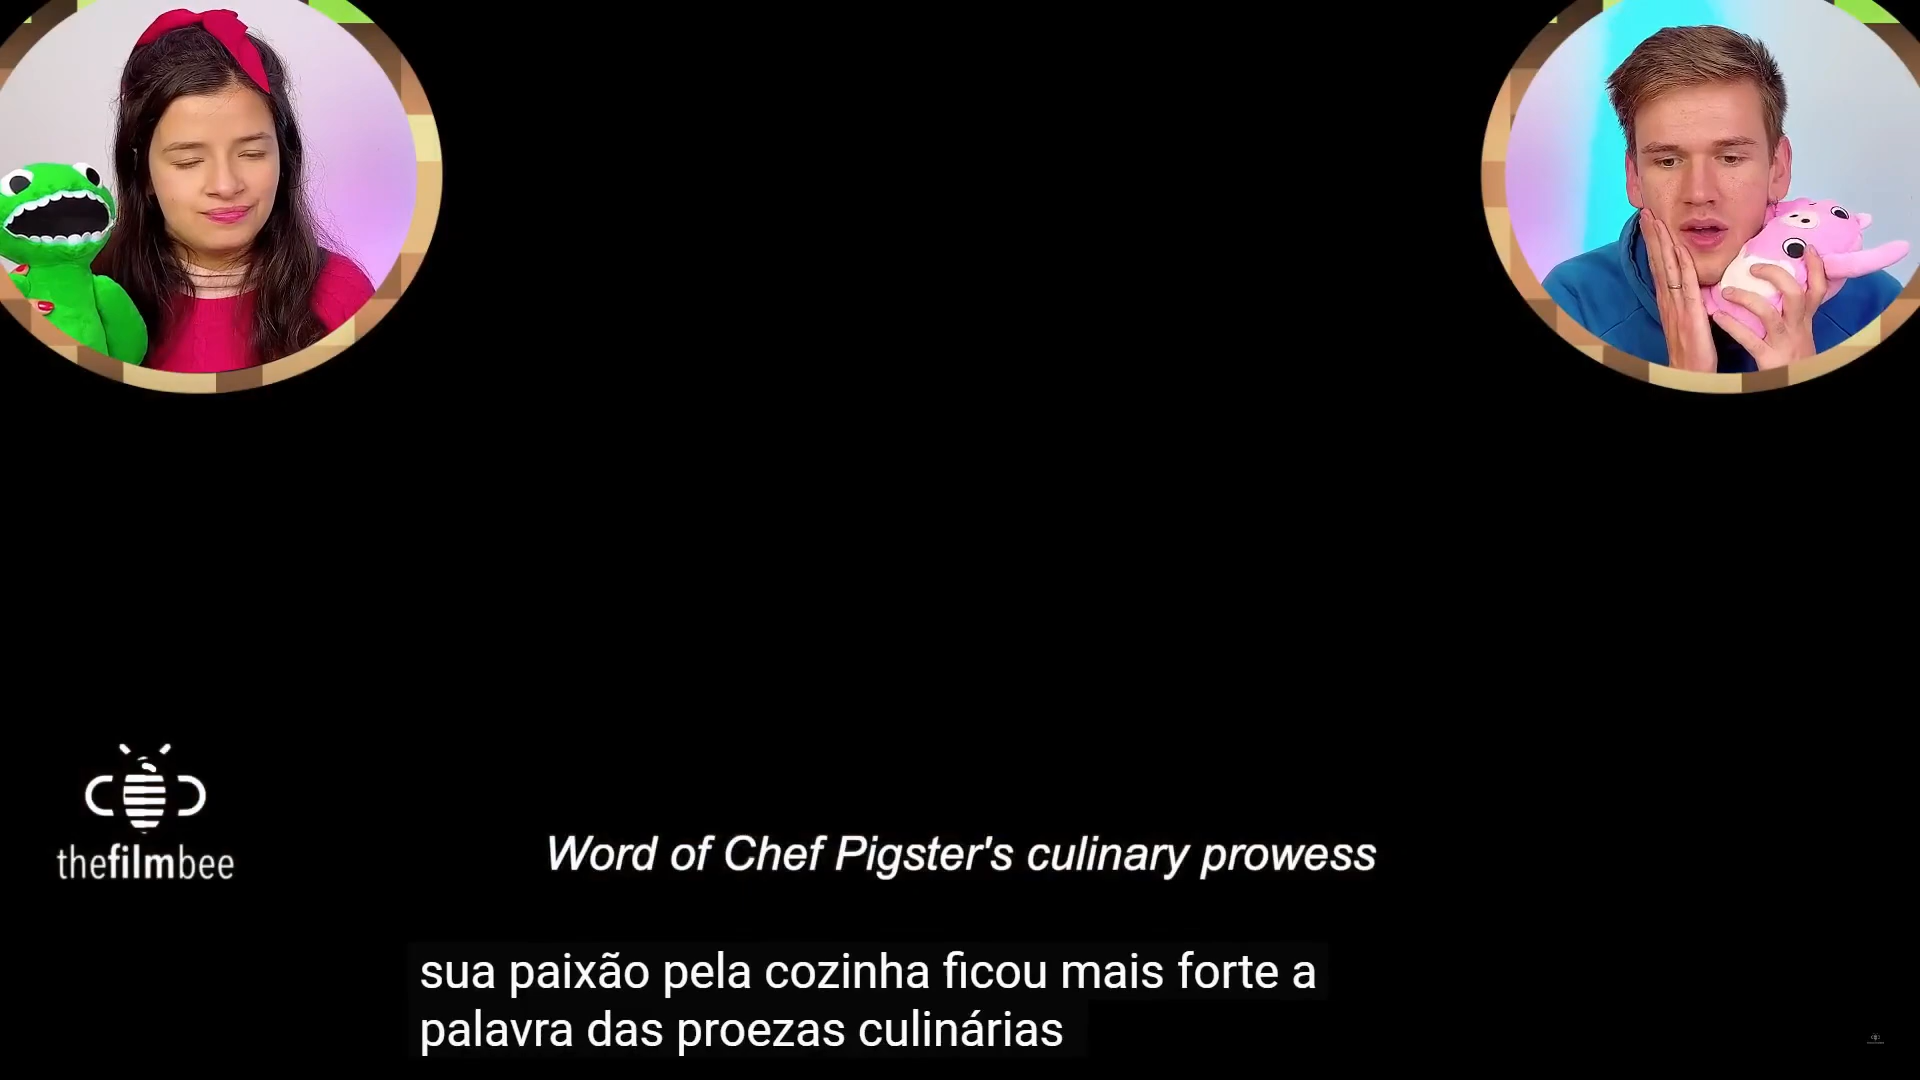 thefilmbee
Word of Chef Pigster's culinary prowess
sua paixão pela cozinha ficou mais forte a
palavra das proezas culinárias